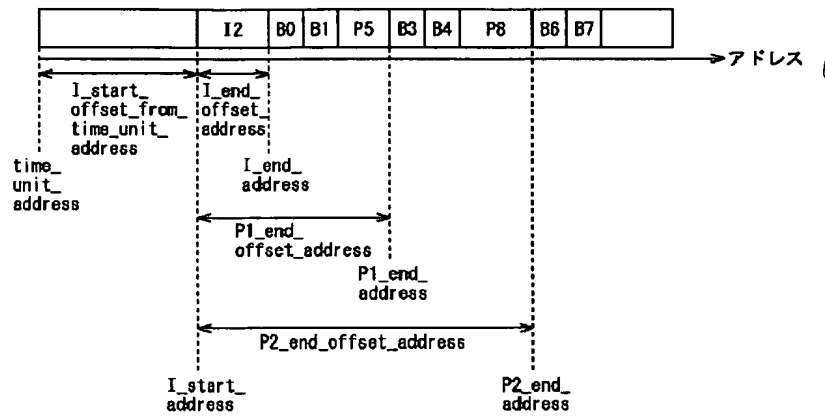 I2 B0 B1 P5 B3 B4 P8 B6 B7
アドレス
I_start_
offset_from_
time_unit_
address
I_end_
offset_
address
time_
unit_
address
I_end_
address
P1_end_
offset_address
P1_end_
address
P2_end_offset_address
I_start_
address
P2_end_
address